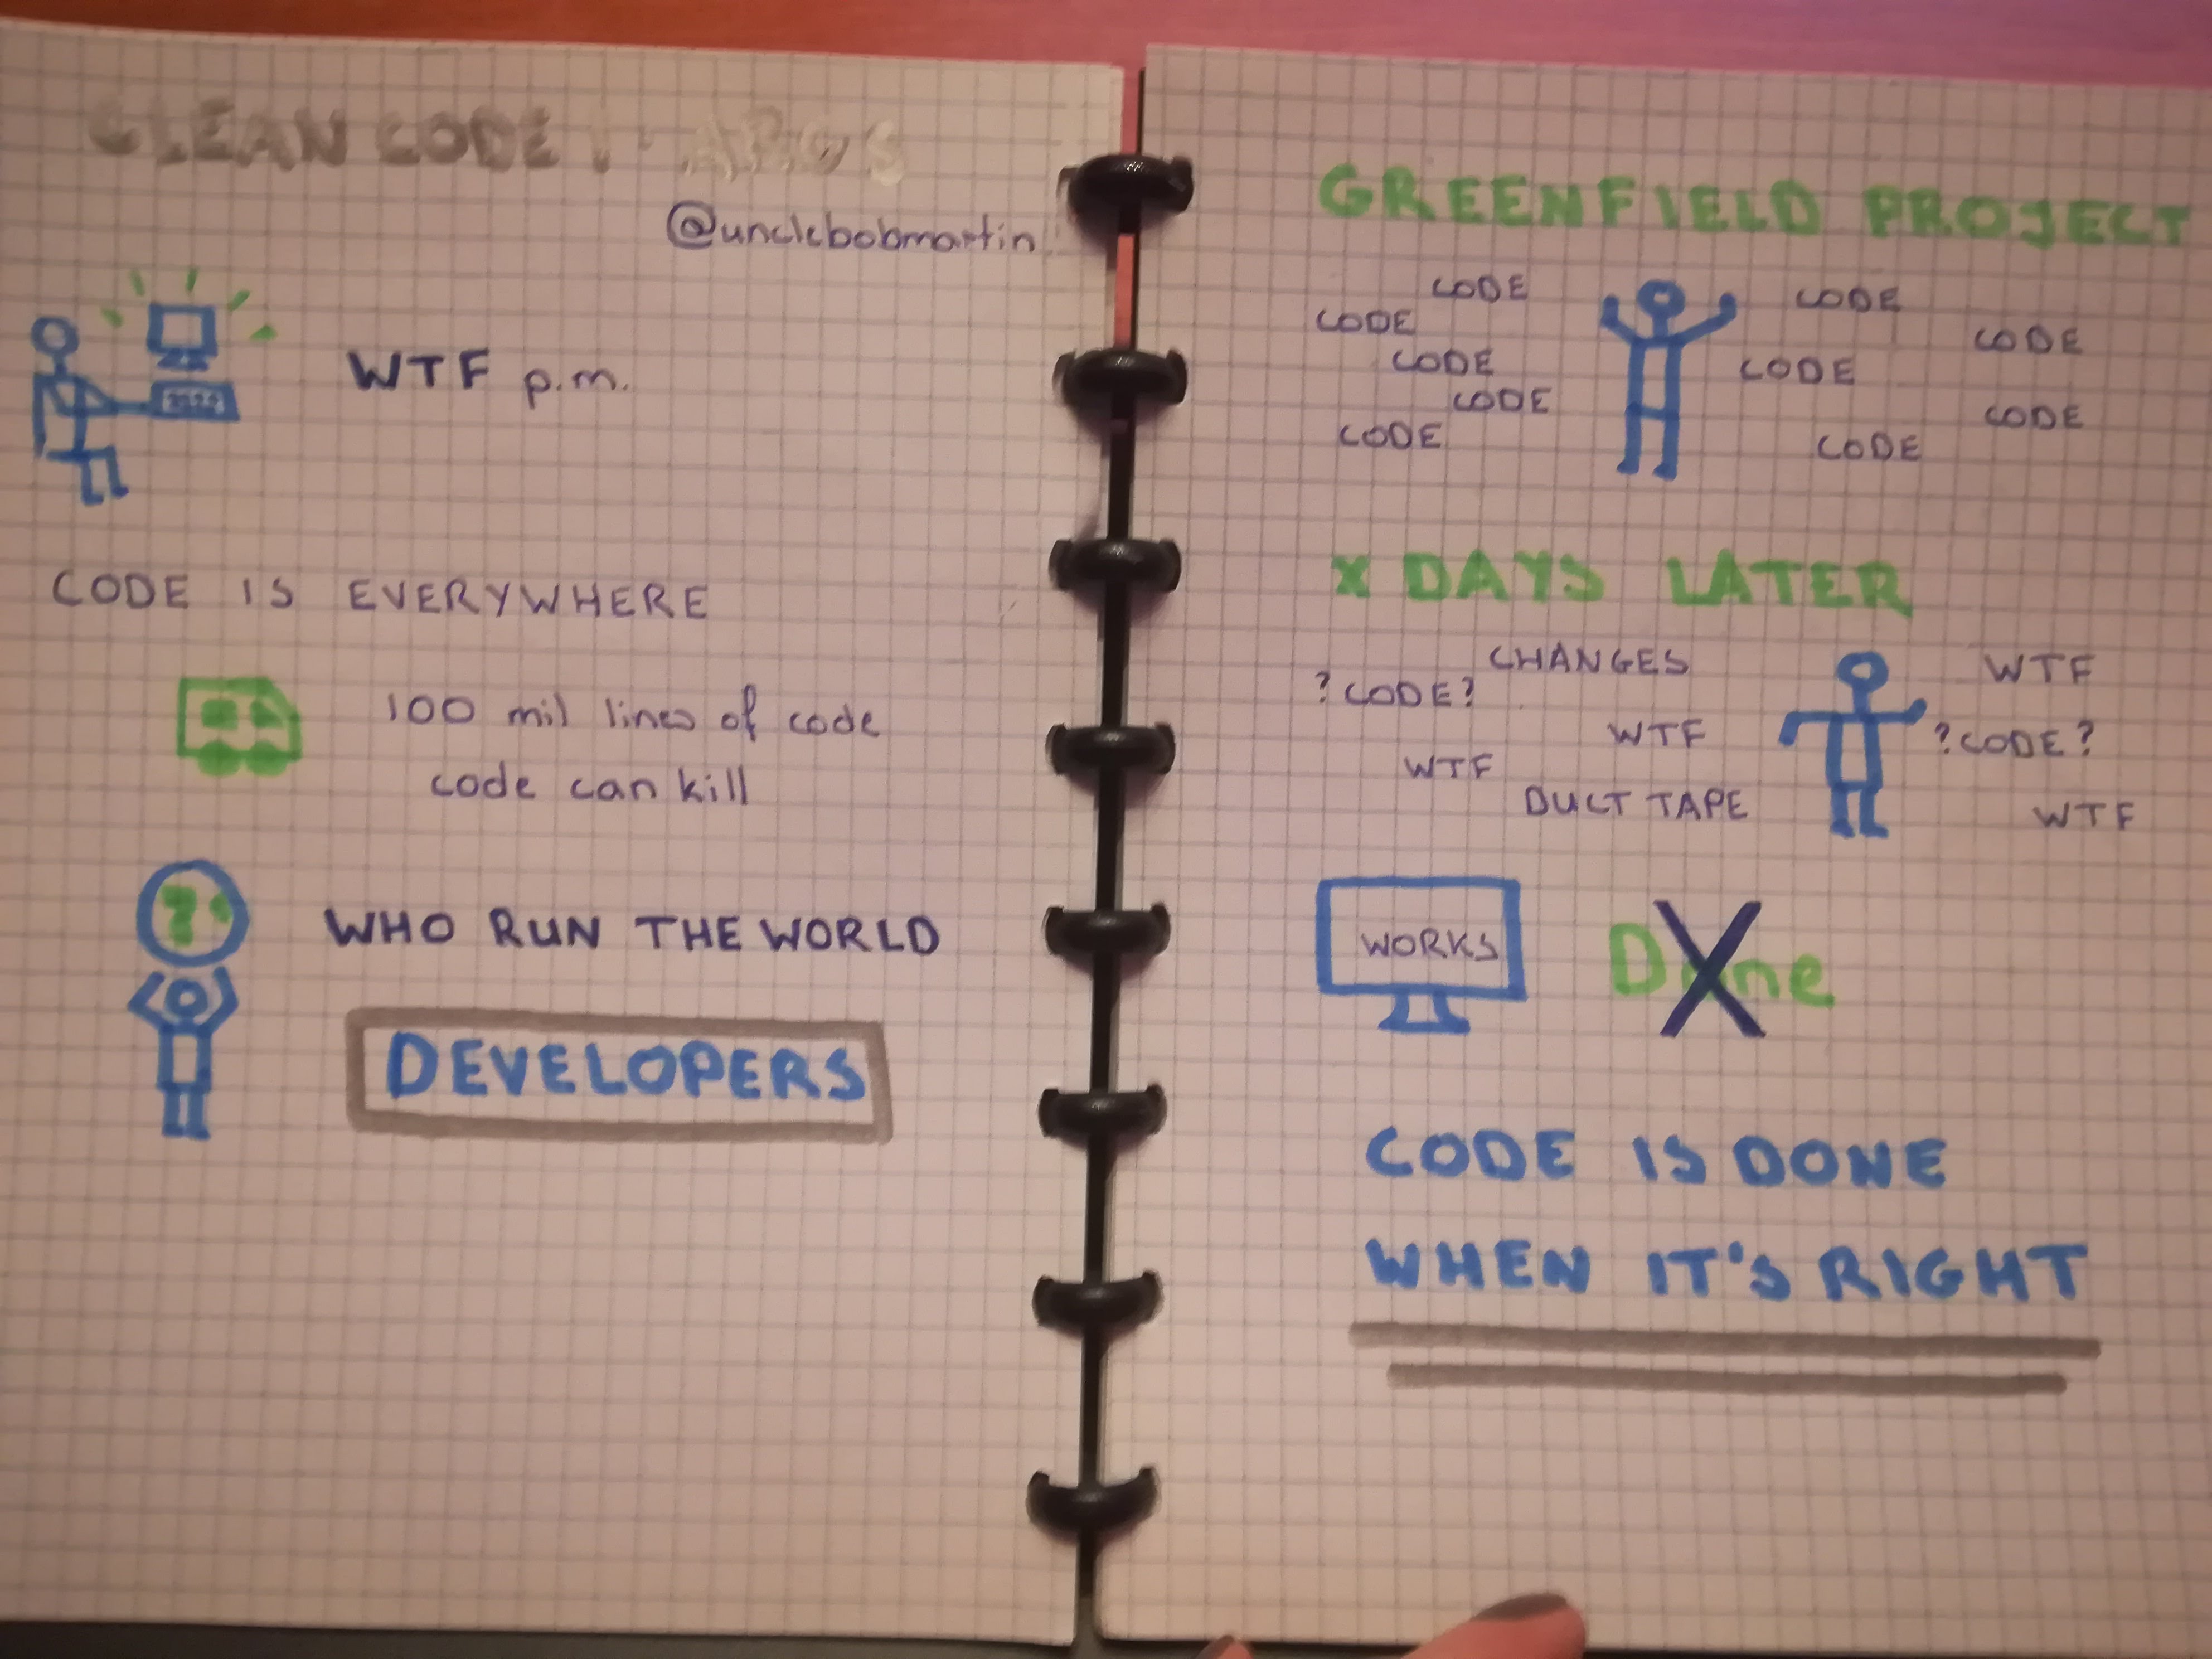 CLEAN CODE 1 - ARGS
@unclebobmartin
WTF p.m.
CODE IS EVERYWHERE
100 mil lines of code
code can kill
?
WHO RUN THE WORLD
DEVELOPERS
GREENFIELD PROJECT
CODE CODE
CODE CODE
CODE CODE
CODE CODE
CODE CODE
X DAYS LATER
CHANGES WTF
?CODE?
WTF ?CODE?
WTF
DUCT TAPE WTF
WORKS Done
CODE IS DONE
WHEN IT'S RIGHT